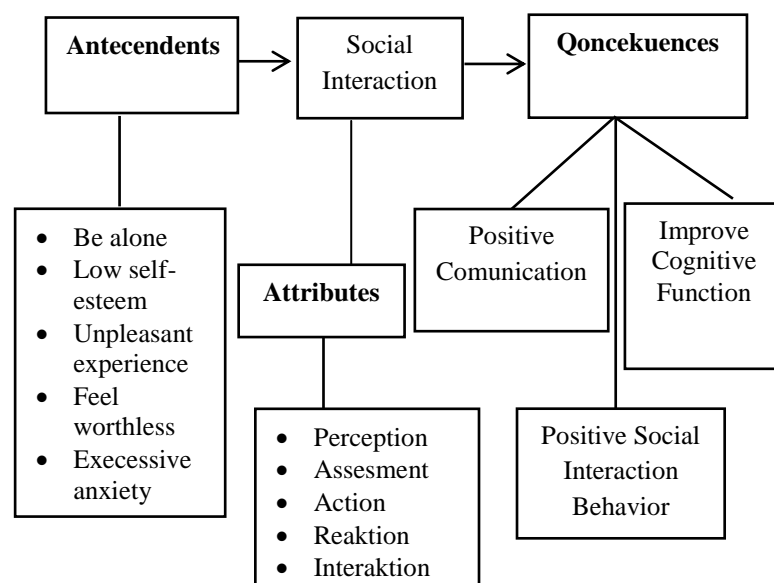 Antecendents
Social
Interaction
Qoncekuences
• Be alone
• Low self-
esteem
• Unpleasant
experience
• Feel
worthless
• Execessive
anxiety
Attributes
• Perception
• Assesment
• Action
• Reaktion
• Interaktion
Positive
Comunication
Improve
Cognitive
Function
Positive Social
Interaction
Behavior